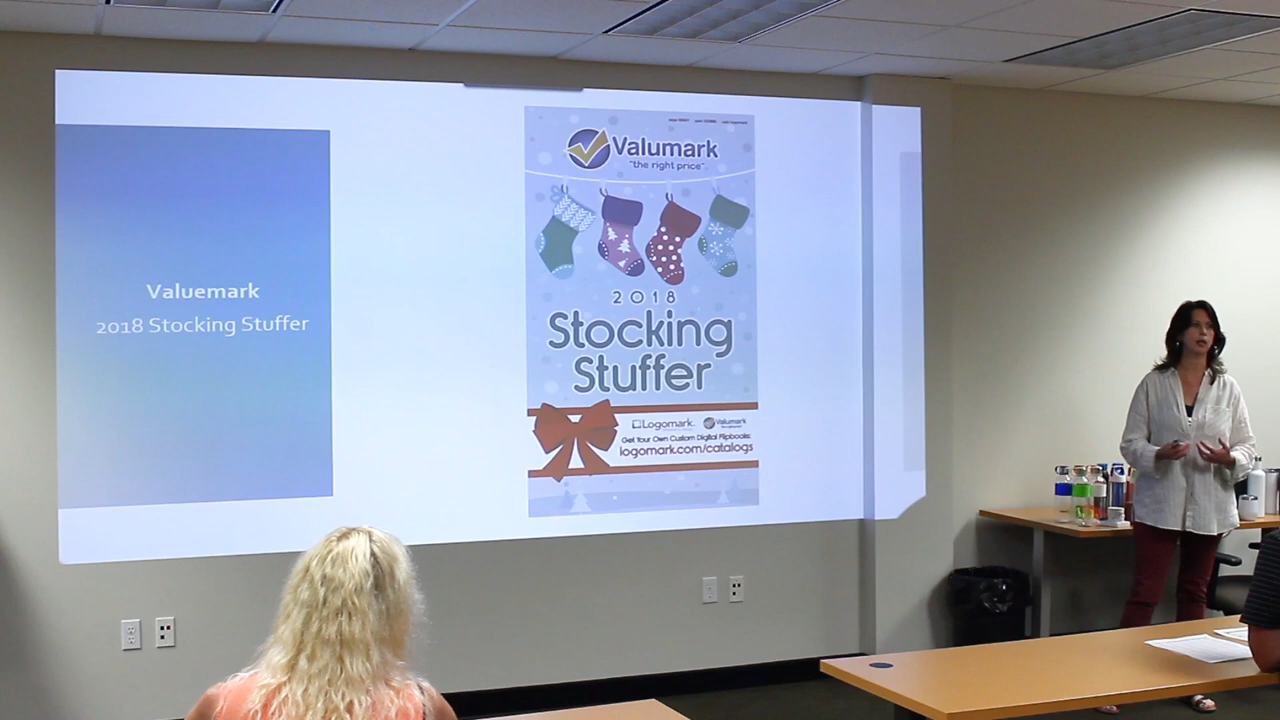 Valuemark
2018 Stocking Stuffer
Valumark
"the right price"
2018
Stocking
Stuffer
Logomark. Valumark
Get Your Own Custom Digital Flipbooks:
logomark.com/catalogs